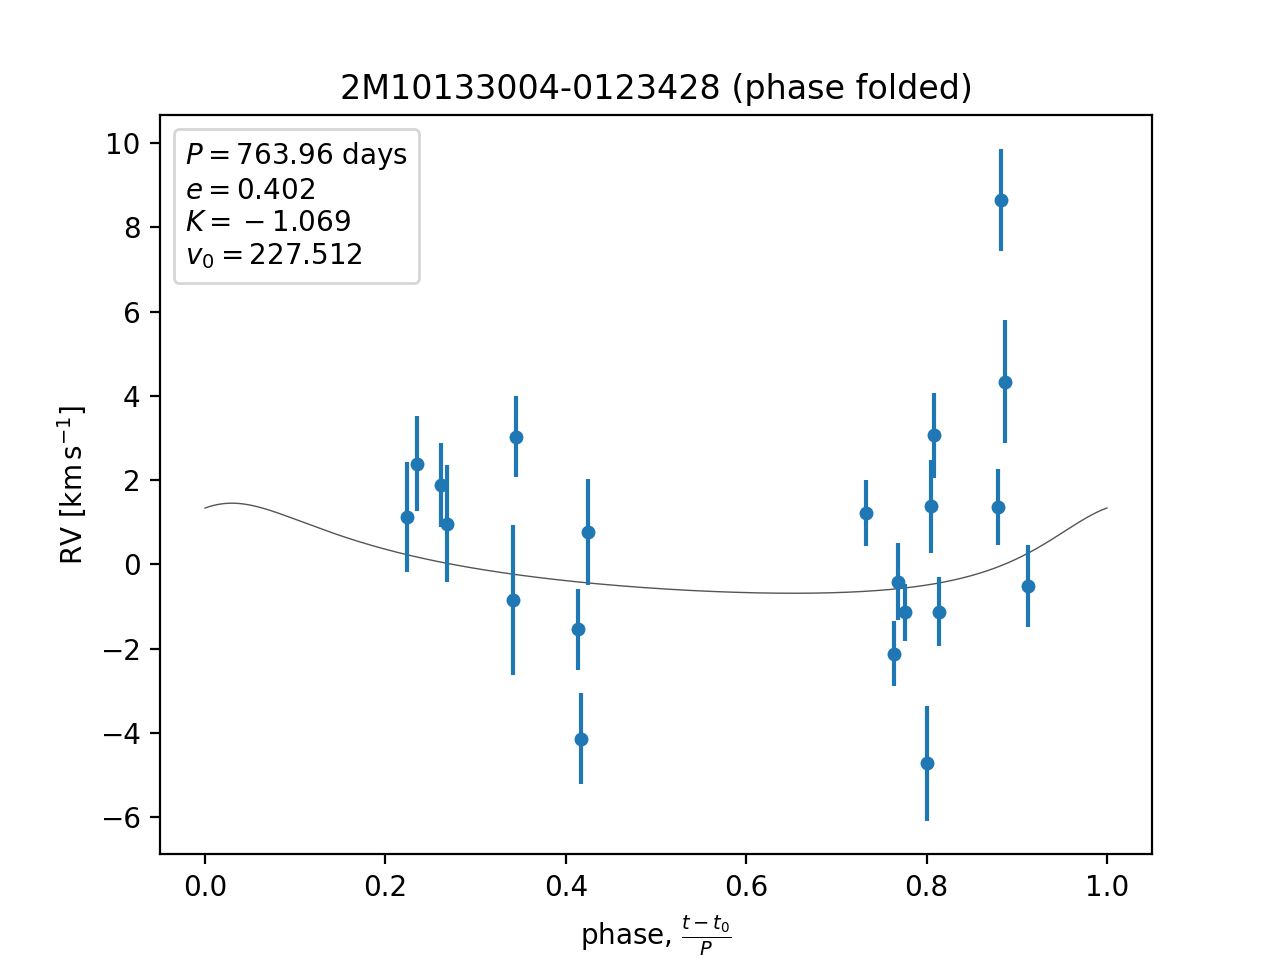 2M10133004-0123428 (phase folded)
P = 763.96 days
e = 0.402
K = −1.069
v₀ = 227.512
10
8
6
4
2
0
−2
−4
−6
RV [km s⁻¹]
0.0 0.2 0.4 0.6 0.8 1.0
phase, (t − t₀)/P